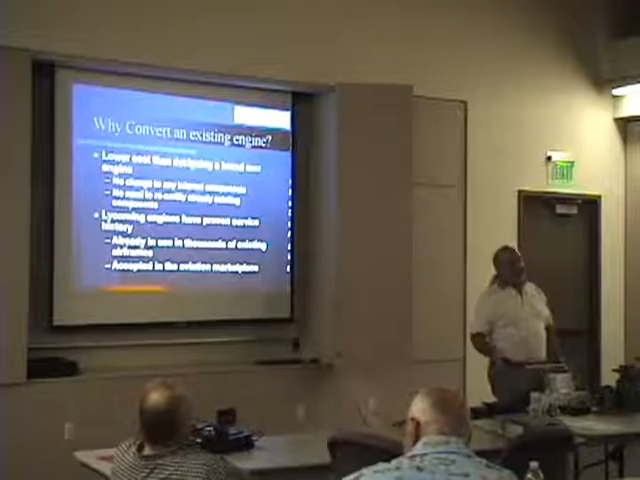 Why Convert an existing engine?
• Lower cost than designing a brand new
engine
– No change to any internal components
– No need to re-certify already existing
components
• Lycoming engines have proven service
history
– Already in use in thousands of existing
airframes
– Accepted in the aviation marketplace
EXIT